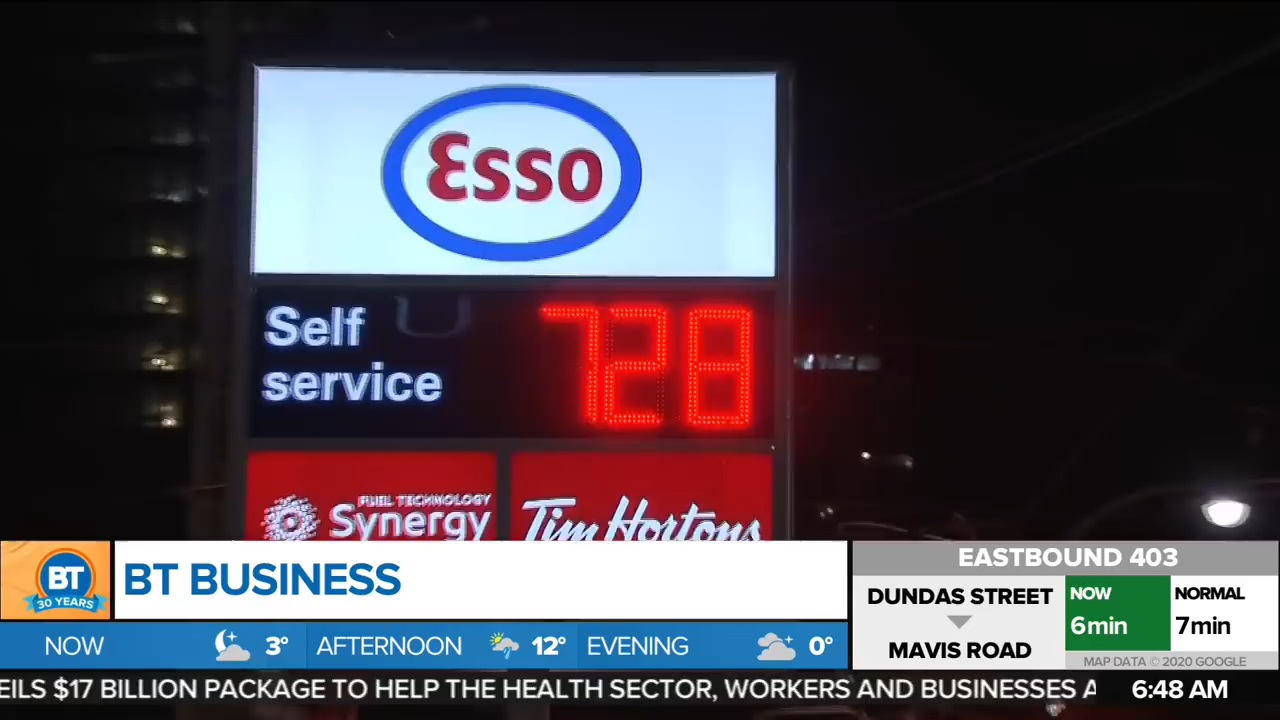 Esso
Self
service
728
FUEL TECHNOLOGY
Synergy
Tim Hortons
BT
30 YEARS
BT BUSINESS
EASTBOUND 403
DUNDAS STREET
MAVIS ROAD
NOW
6min
NORMAL
7min
MAP DATA © 2020 GOOGLE
NOW 3° AFTERNOON 12° EVENING 0°
EILS $17 BILLION PACKAGE TO HELP THE HEALTH SECTOR, WORKERS AND BUSINESSES A
6:48 AM